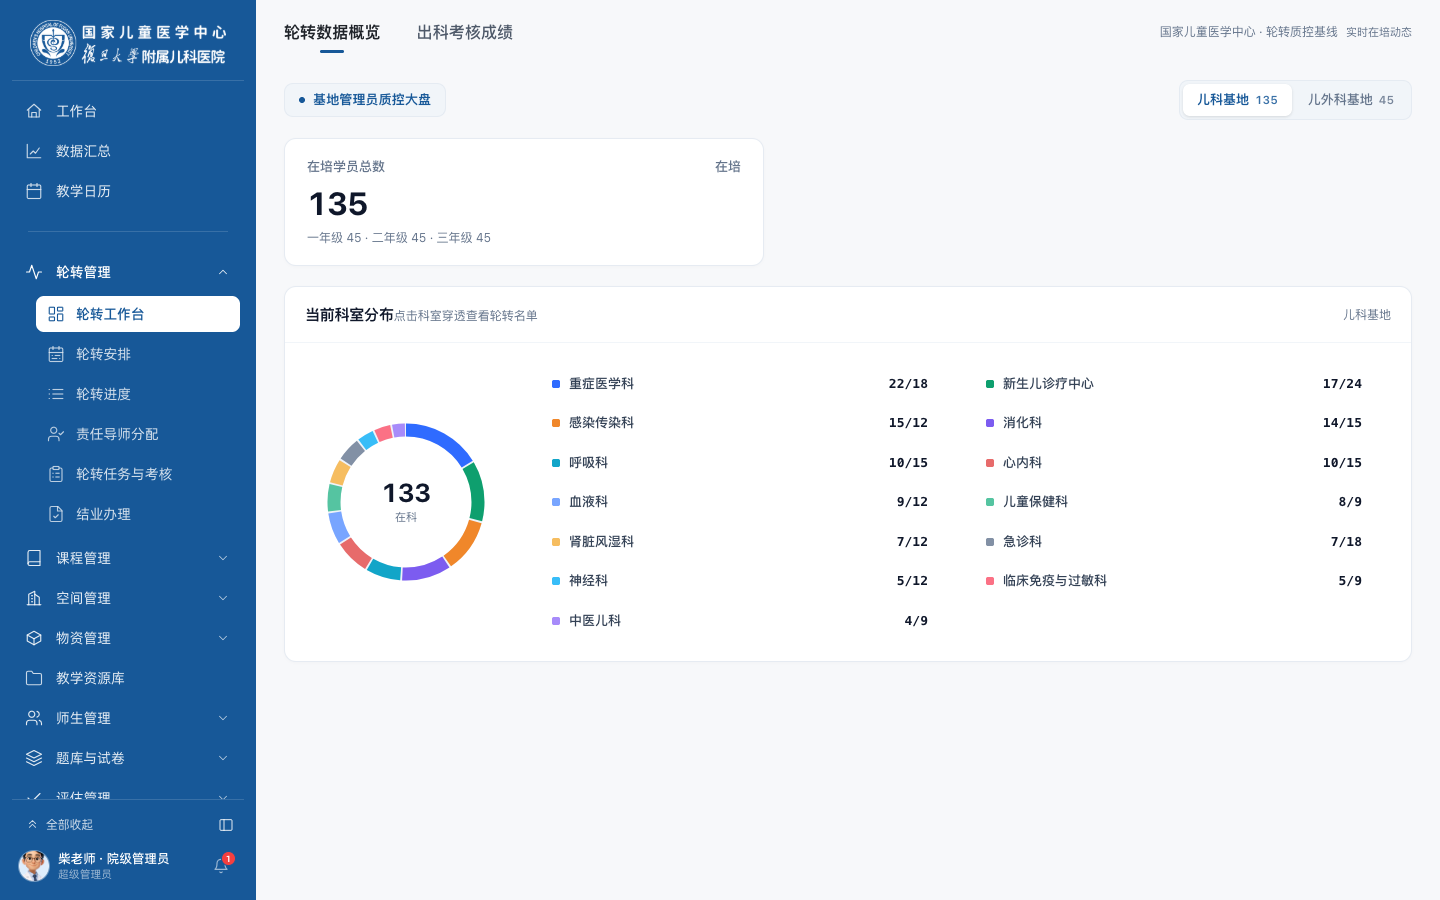 国家儿童医学中心
復旦大学附属儿科医院
工作台
数据汇总
教学日历
轮转管理
轮转工作台
轮转安排
轮转进度
责任导师分配
轮转任务与考核
结业办理
课程管理
空间管理
物资管理
教学资源库
师生管理
题库与试卷
评估管理
全部收起
柴老师 · 院级管理员
超级管理员
1
轮转数据概览
出科考核成绩
国家儿童医学中心 · 轮转质控基线 实时在培动态
基地管理员质控大盘
儿科基地 135
儿外科基地 45
在培学员总数
在培
135
一年级 45 · 二年级 45 · 三年级 45
当前科室分布点击科室穿透查看轮转名单
儿科基地
133
在科
重症医学科 22/18
新生儿诊疗中心 17/24
感染传染科 15/12
消化科 14/15
呼吸科 10/15
心内科 10/15
血液科 9/12
儿童保健科 8/9
肾脏风湿科 7/12
急诊科 7/18
神经科 5/12
临床免疫与过敏科 5/9
中医儿科 4/9